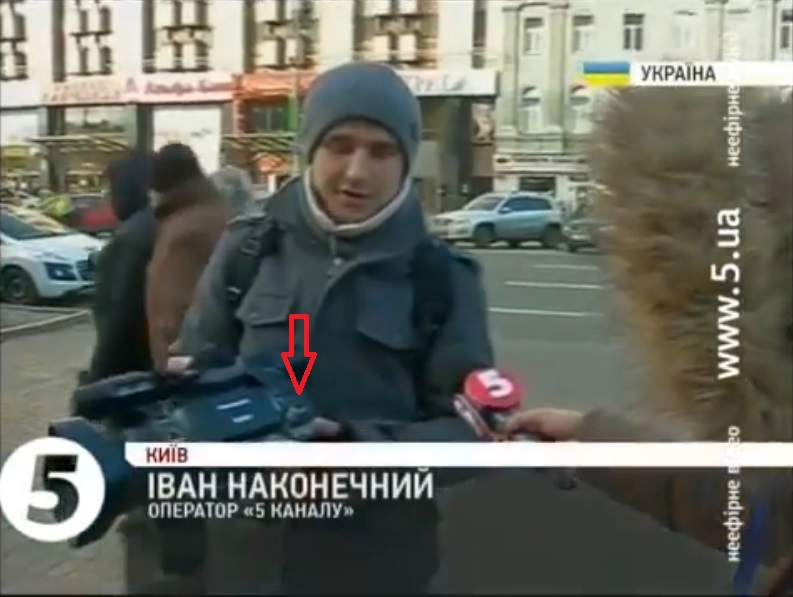 УКРАЇНА
неефірне відео
www.5.ua
неефірне відео
5
КИЇВ
5
ІВАН НАКОНЕЧНИЙ
ОПЕРАТОР «5 КАНАЛУ»